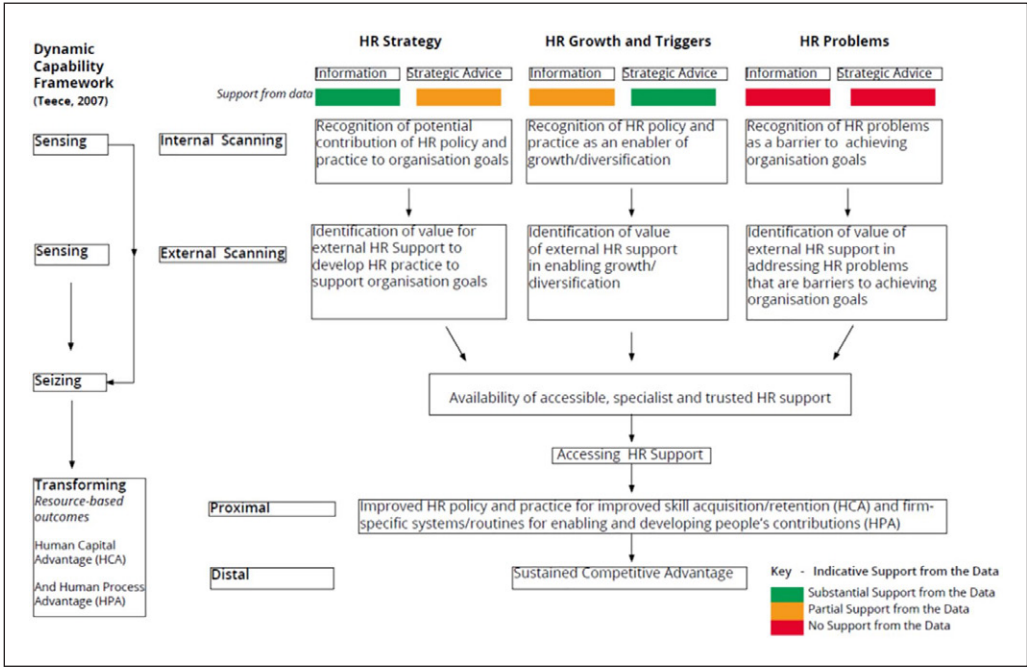 Dynamic
Capability
Framework
(Teece, 2007)
HR Strategy
HR Growth and Triggers
HR Problems
Information
Strategic Advice
Information
Strategic Advice
Information
Strategic Advice
Support from data
Sensing
Internal Scanning
Recognition of potential
contribution of HR policy and
practice to organisation goals
Recognition of HR policy and
practice as an enabler of
growth/diversification
Recognition of HR problems
as a barrier to achieving
organisation goals
Sensing
External Scanning
Identification of value for
external HR Support to
develop HR practice to
support organisation goals
Identification of value
of external HR support
in enabling growth/
diversification
Identification of value of
external HR support in
addressing HR problems
that are barriers to achieving
organisation goals
Seizing
Availability of accessible, specialist and trusted HR support
Accessing HR Support
Transforming
Resource-based
outcomes
Human Capital
Advantage (HCA)
And Human Process
Advantage (HPA)
Proximal
Improved HR policy and practice for improved skill acquisition/retention (HCA) and firm-
specific systems/routines for enabling and developing people's contributions (HPA)
Distal
Sustained Competitive Advantage
Key - Indicative Support from the Data
Substantial Support from the Data
Partial Support from the Data
No Support from the Data